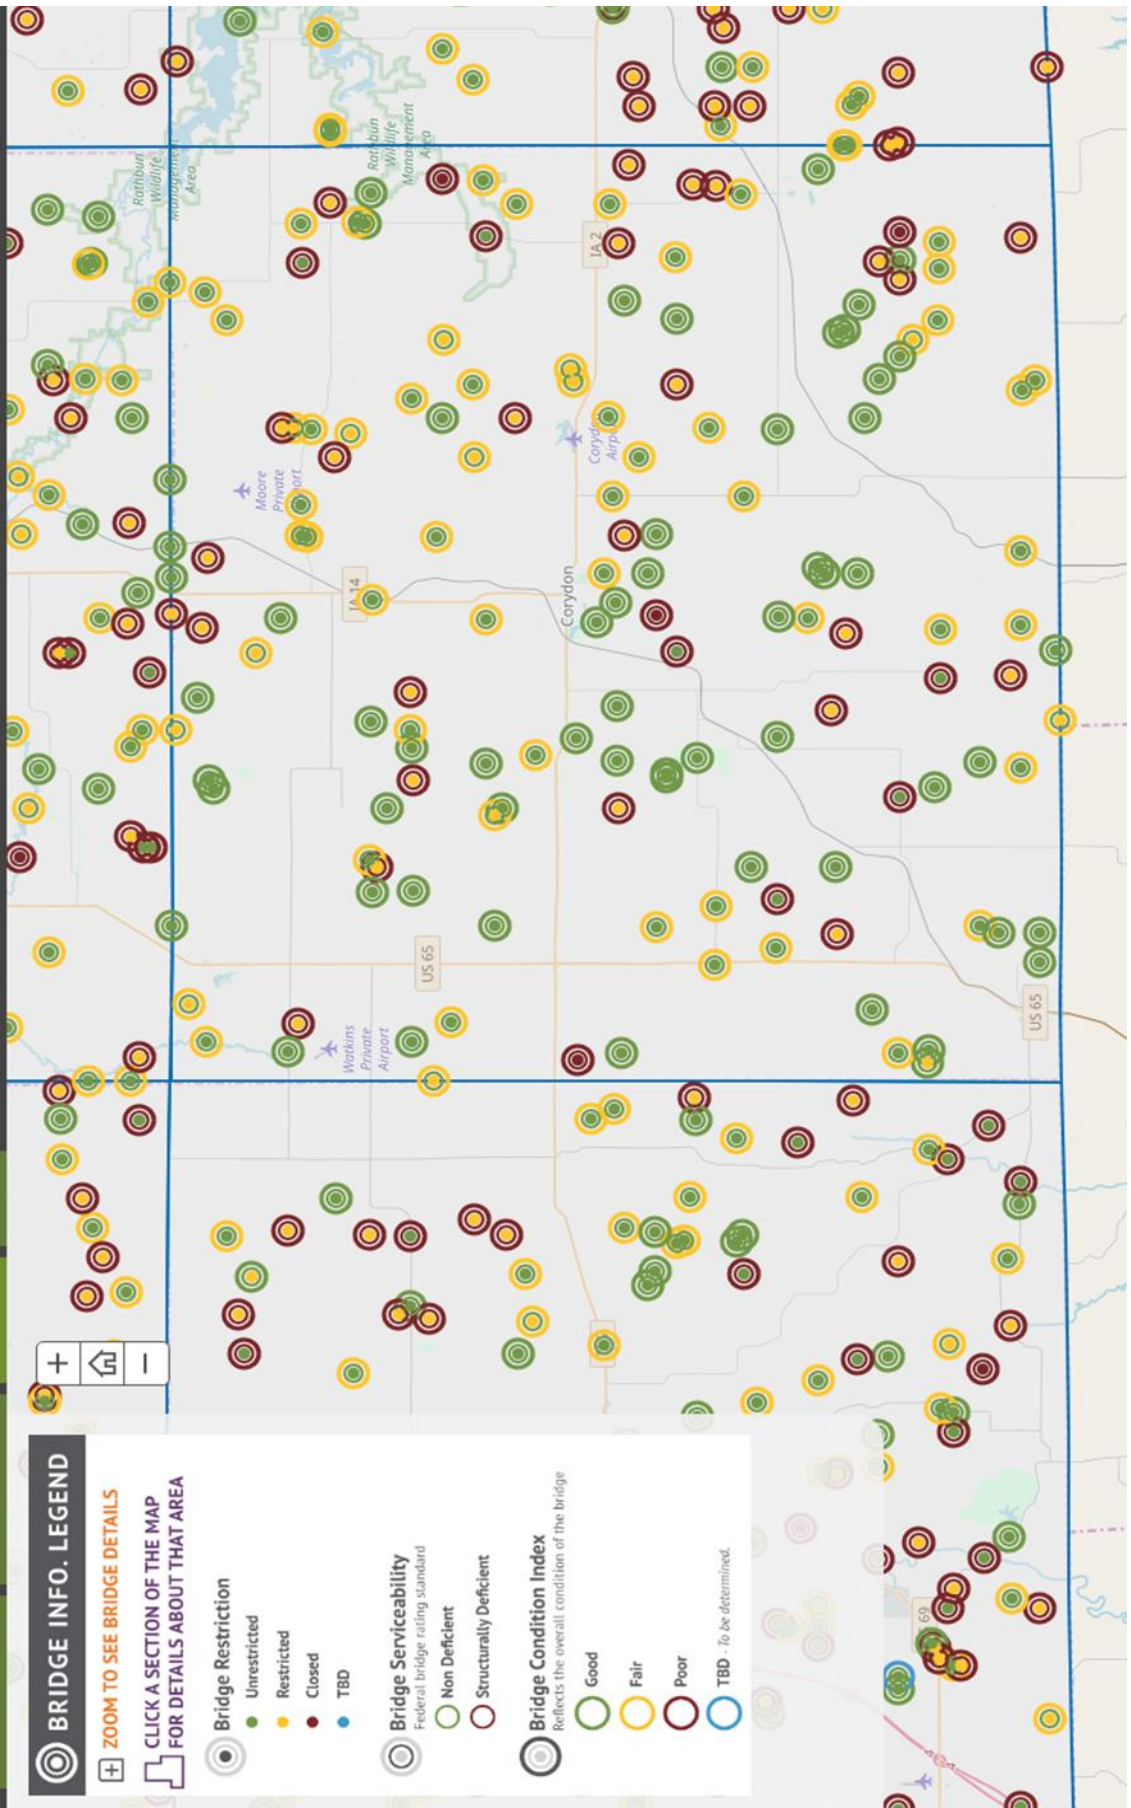 BRIDGE INFO. LEGEND
+ ZOOM TO SEE BRIDGE DETAILS
CLICK A SECTION OF THE MAP
FOR DETAILS ABOUT THAT AREA
Bridge Restriction
Unrestricted
Restricted
Closed
TBD
Bridge Serviceability
Federal bridge rating standard
Non Deficient
Structurally Deficient
Bridge Condition Index
Reflects the overall condition of the bridge
Good
Fair
Poor
TBD - To be determined.
+
−
Rathbun
Wildlife
Management
Area
Rathbun
Wildlife
Management
Area
Moore
Private
IA 14
IA 2
Corydon
Corydon
US 65
Watkins
Private
Airport
US 65
69